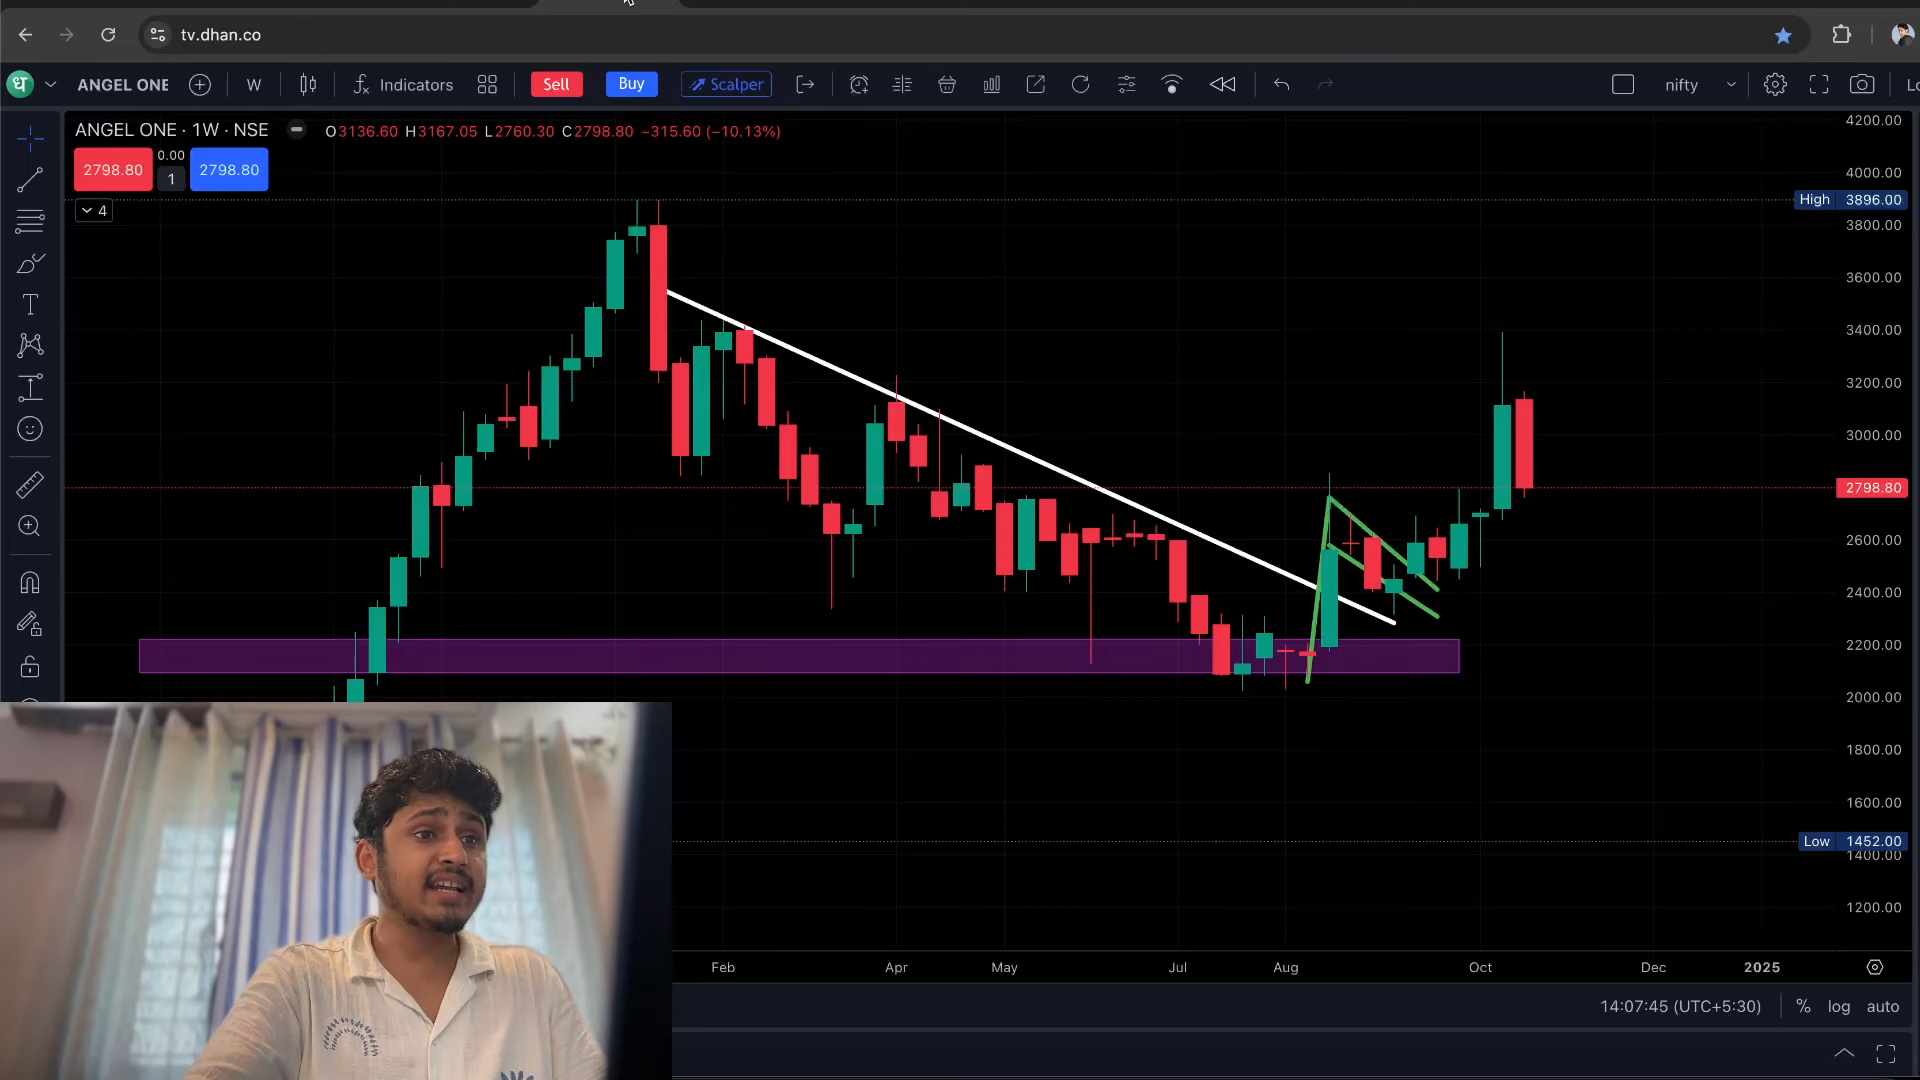 tv.dhan.co
ध ANGEL ONE W Indicators Sell Buy Scalper nifty
ANGEL ONE · 1W · NSE O3136.60 H3167.05 L2760.30 C2798.80 −315.60 (−10.13%)
2798.80 0.00 1 2798.80
4
4200.00
4000.00
High 3896.00
3800.00
3600.00
3400.00
3200.00
3000.00
2798.80
2600.00
2400.00
2200.00
2000.00
1800.00
1600.00
Low 1452.00
1400.00
1200.00
Feb Apr May Jul Aug Oct Dec 2025
14:07:45 (UTC+5:30) % log auto